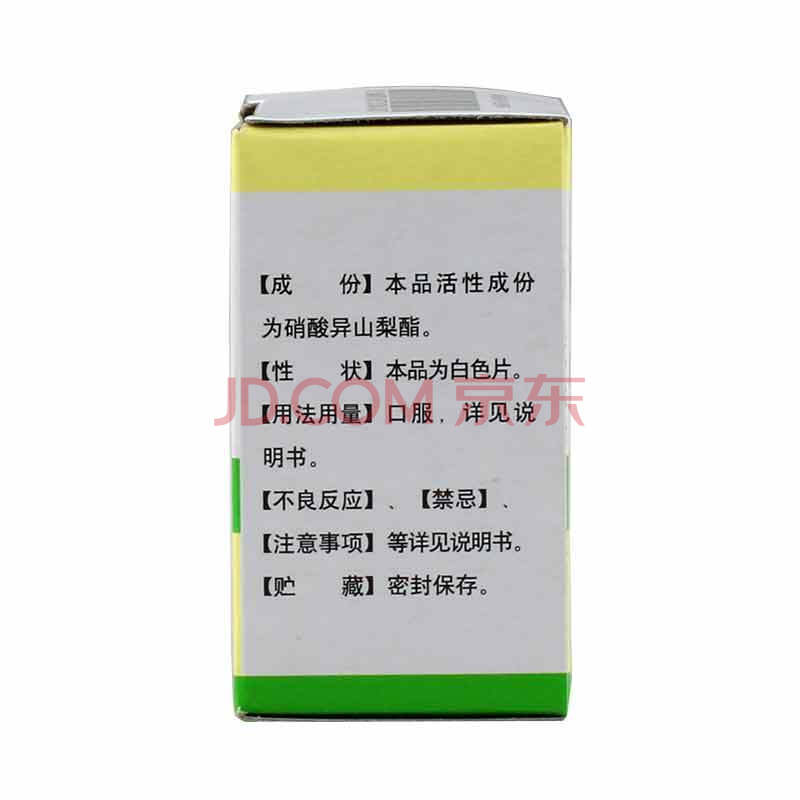 【成　　份】本品活性成份
为硝酸异山梨酯。
【性　　状】本品为白色片。
JD.COM 京东
【用法用量】口服，详见说
明书。
【不良反应】、【禁忌】、
【注意事项】等详见说明书。
【贮　　藏】密封保存。